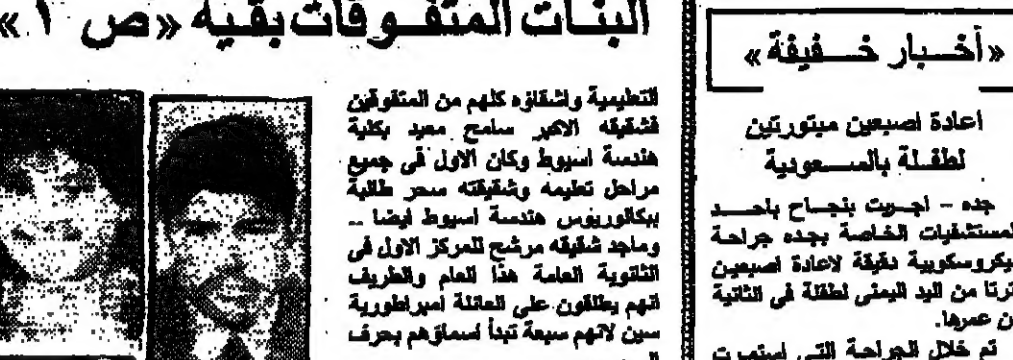 «أخـبـار خـفـيفة»
اعادة اصبعين مبتورتين
لطفلة بالسعودية
جده - اجريت بنجاح باحد
المستشفيات الخاصة بجده جراحة
ميكروسكوبية دقيقة لاعادة اصبعين
بترتا من اليد اليمنى لطفلة فى الثانية
من عمرها.
تم خلال الجراحة التى استمرت
البنات المتفوقات بقية «ص ١»
التعليمية واشقاؤه كلهم من المتفوقين
فشقيقه الاكبر سامح معيد بكلية
هندسة اسيوط وكان الاول فى جميع
مراحل تعليمه وشقيقته سحر طالبة
ببكالوريوس هندسة اسيوط ايضا ..
وماجد شقيقه مرشح للمركز الاول فى
الثانوية العامة هذا العام والطريف
انهم يطلقون على العائلة امبراطورية
سين لانهم سبعة تبدأ اسماؤهم بحرف